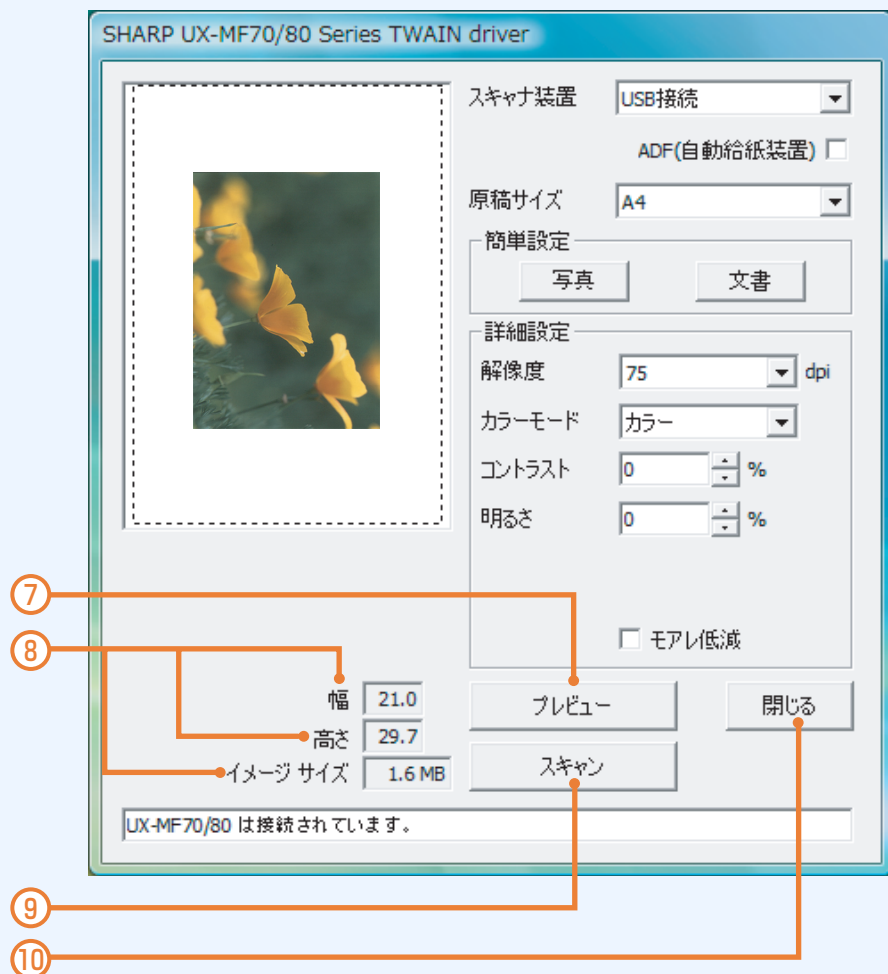 SHARP UX-MF70/80 Series TWAIN driver
スキャナ装置 USB接続
ADF(自動給紙装置)
原稿サイズ A4
簡単設定
写真 文書
詳細設定
解像度 75 dpi
カラーモード カラー
コントラスト 0 %
明るさ 0 %
モアレ低減
⑦
⑧
幅 21.0
高さ 29.7
イメージ サイズ 1.6 MB
プレビュー 閉じる
スキャン
UX-MF70/80 は接続されています。
⑨
⑩